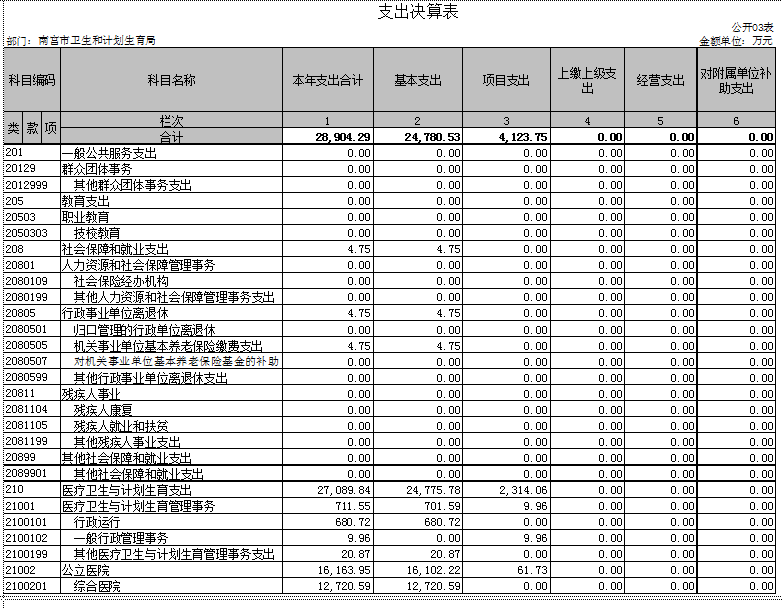 支出决算表
公开03表
部门：南宫市卫生和计划生育局 金额单位：万元
科目编码 科目名称 本年支出合计 基本支出 项目支出 上缴上级支出 经营支出 对附属单位补助支出
类 款 项 栏次 1 2 3 4 5 6
合计 28,904.29 24,780.53 4,123.75 0.00 0.00 0.00
201 一般公共服务支出 0.00 0.00 0.00 0.00 0.00 0.00
20129 群众团体事务 0.00 0.00 0.00 0.00 0.00 0.00
2012999 其他群众团体事务支出 0.00 0.00 0.00 0.00 0.00 0.00
205 教育支出 0.00 0.00 0.00 0.00 0.00 0.00
20503 职业教育 0.00 0.00 0.00 0.00 0.00 0.00
2050303 技校教育 0.00 0.00 0.00 0.00 0.00 0.00
208 社会保障和就业支出 4.75 4.75 0.00 0.00 0.00 0.00
20801 人力资源和社会保障管理事务 0.00 0.00 0.00 0.00 0.00 0.00
2080109 社会保险经办机构 0.00 0.00 0.00 0.00 0.00 0.00
2080199 其他人力资源和社会保障管理事务支出 0.00 0.00 0.00 0.00 0.00 0.00
20805 行政事业单位离退休 4.75 4.75 0.00 0.00 0.00 0.00
2080501 归口管理的行政单位离退休 0.00 0.00 0.00 0.00 0.00 0.00
2080505 机关事业单位基本养老保险缴费支出 4.75 4.75 0.00 0.00 0.00 0.00
2080507 对机关事业单位基本养老保险基金的补助 0.00 0.00 0.00 0.00 0.00 0.00
2080599 其他行政事业单位离退休支出 0.00 0.00 0.00 0.00 0.00 0.00
20811 残疾人事业 0.00 0.00 0.00 0.00 0.00 0.00
2081104 残疾人康复 0.00 0.00 0.00 0.00 0.00 0.00
2081105 残疾人就业和扶贫 0.00 0.00 0.00 0.00 0.00 0.00
2081199 其他残疾人事业支出 0.00 0.00 0.00 0.00 0.00 0.00
20899 其他社会保障和就业支出 0.00 0.00 0.00 0.00 0.00 0.00
2089901 其他社会保障和就业支出 0.00 0.00 0.00 0.00 0.00 0.00
210 医疗卫生与计划生育支出 27,089.84 24,775.78 2,314.06 0.00 0.00 0.00
21001 医疗卫生与计划生育管理事务 711.55 701.59 9.96 0.00 0.00 0.00
2100101 行政运行 680.72 680.72 0.00 0.00 0.00 0.00
2100102 一般行政管理事务 9.96 0.00 9.96 0.00 0.00 0.00
2100199 其他医疗卫生与计划生育管理事务支出 20.87 20.87 0.00 0.00 0.00 0.00
21002 公立医院 16,163.95 16,102.22 61.73 0.00 0.00 0.00
2100201 综合医院 12,720.59 12,720.59 0.00 0.00 0.00 0.00